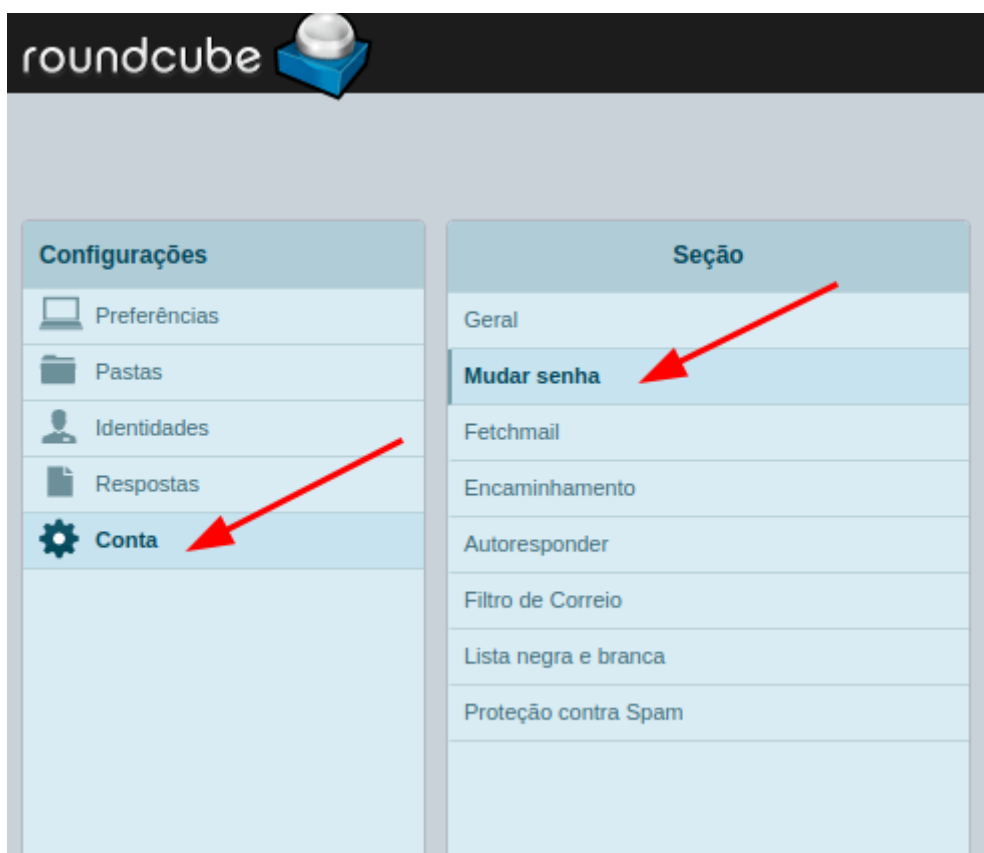 roundcube
Configurações
Preferências
Pastas
Identidades
Respostas
Conta
Seção
Geral
Mudar senha
Fetchmail
Encaminhamento
Autoresponder
Filtro de Correio
Lista negra e branca
Proteção contra Spam